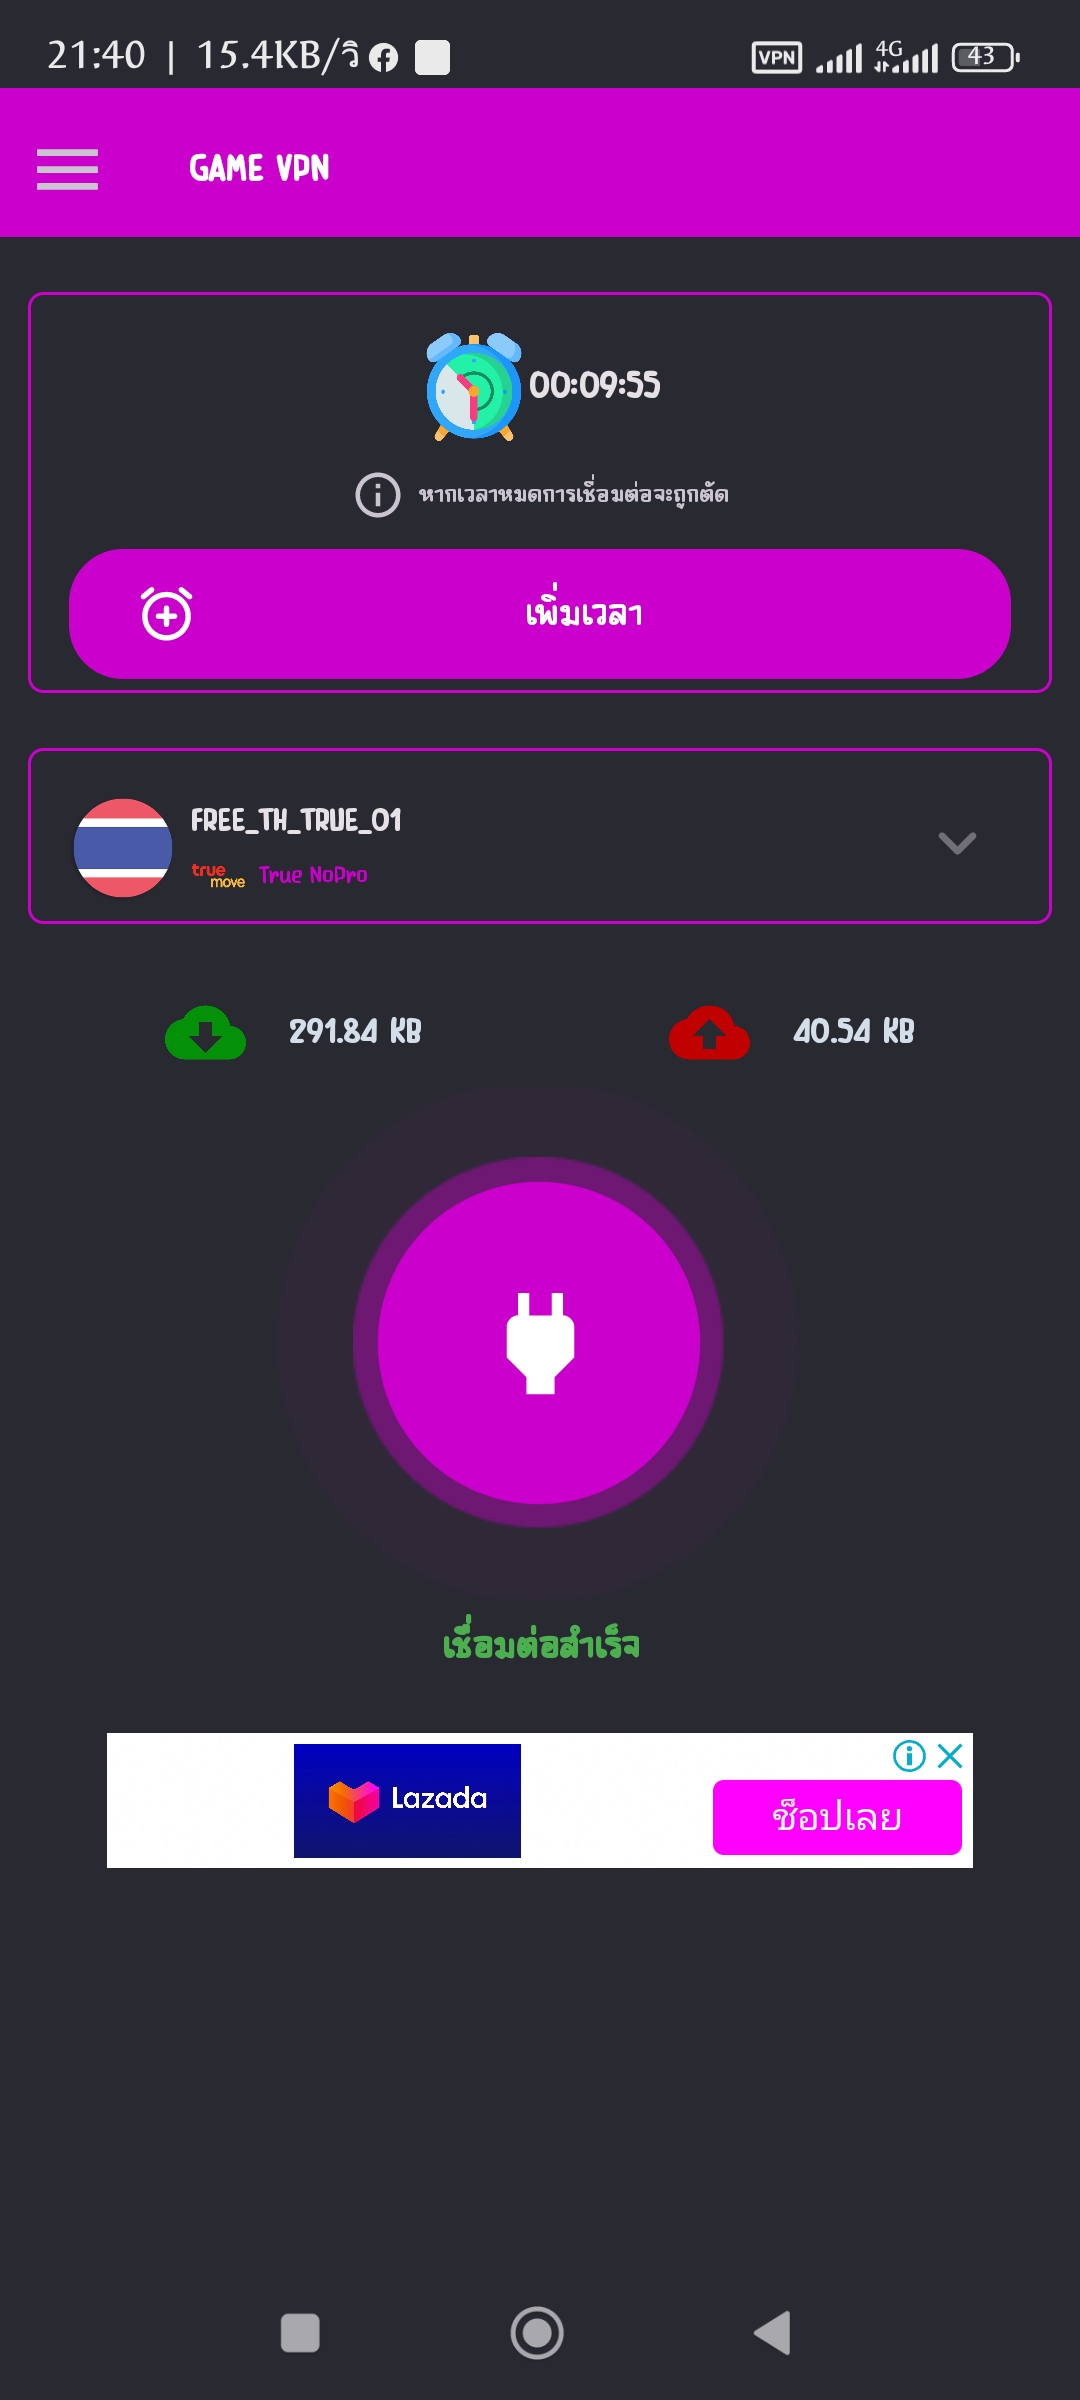 21:40 | 15.4KB/วิ
VPN 4G 43
GAME VPN
00:09:55
หากเวลาหมดการเชื่อมต่อจะถูกตัด
เพิ่มเวลา
FREE_TH_TRUE_01
true move True NoPro
291.84 KB 40.54 KB
เชื่อมต่อสำเร็จ
Lazada
ช็อปเลย